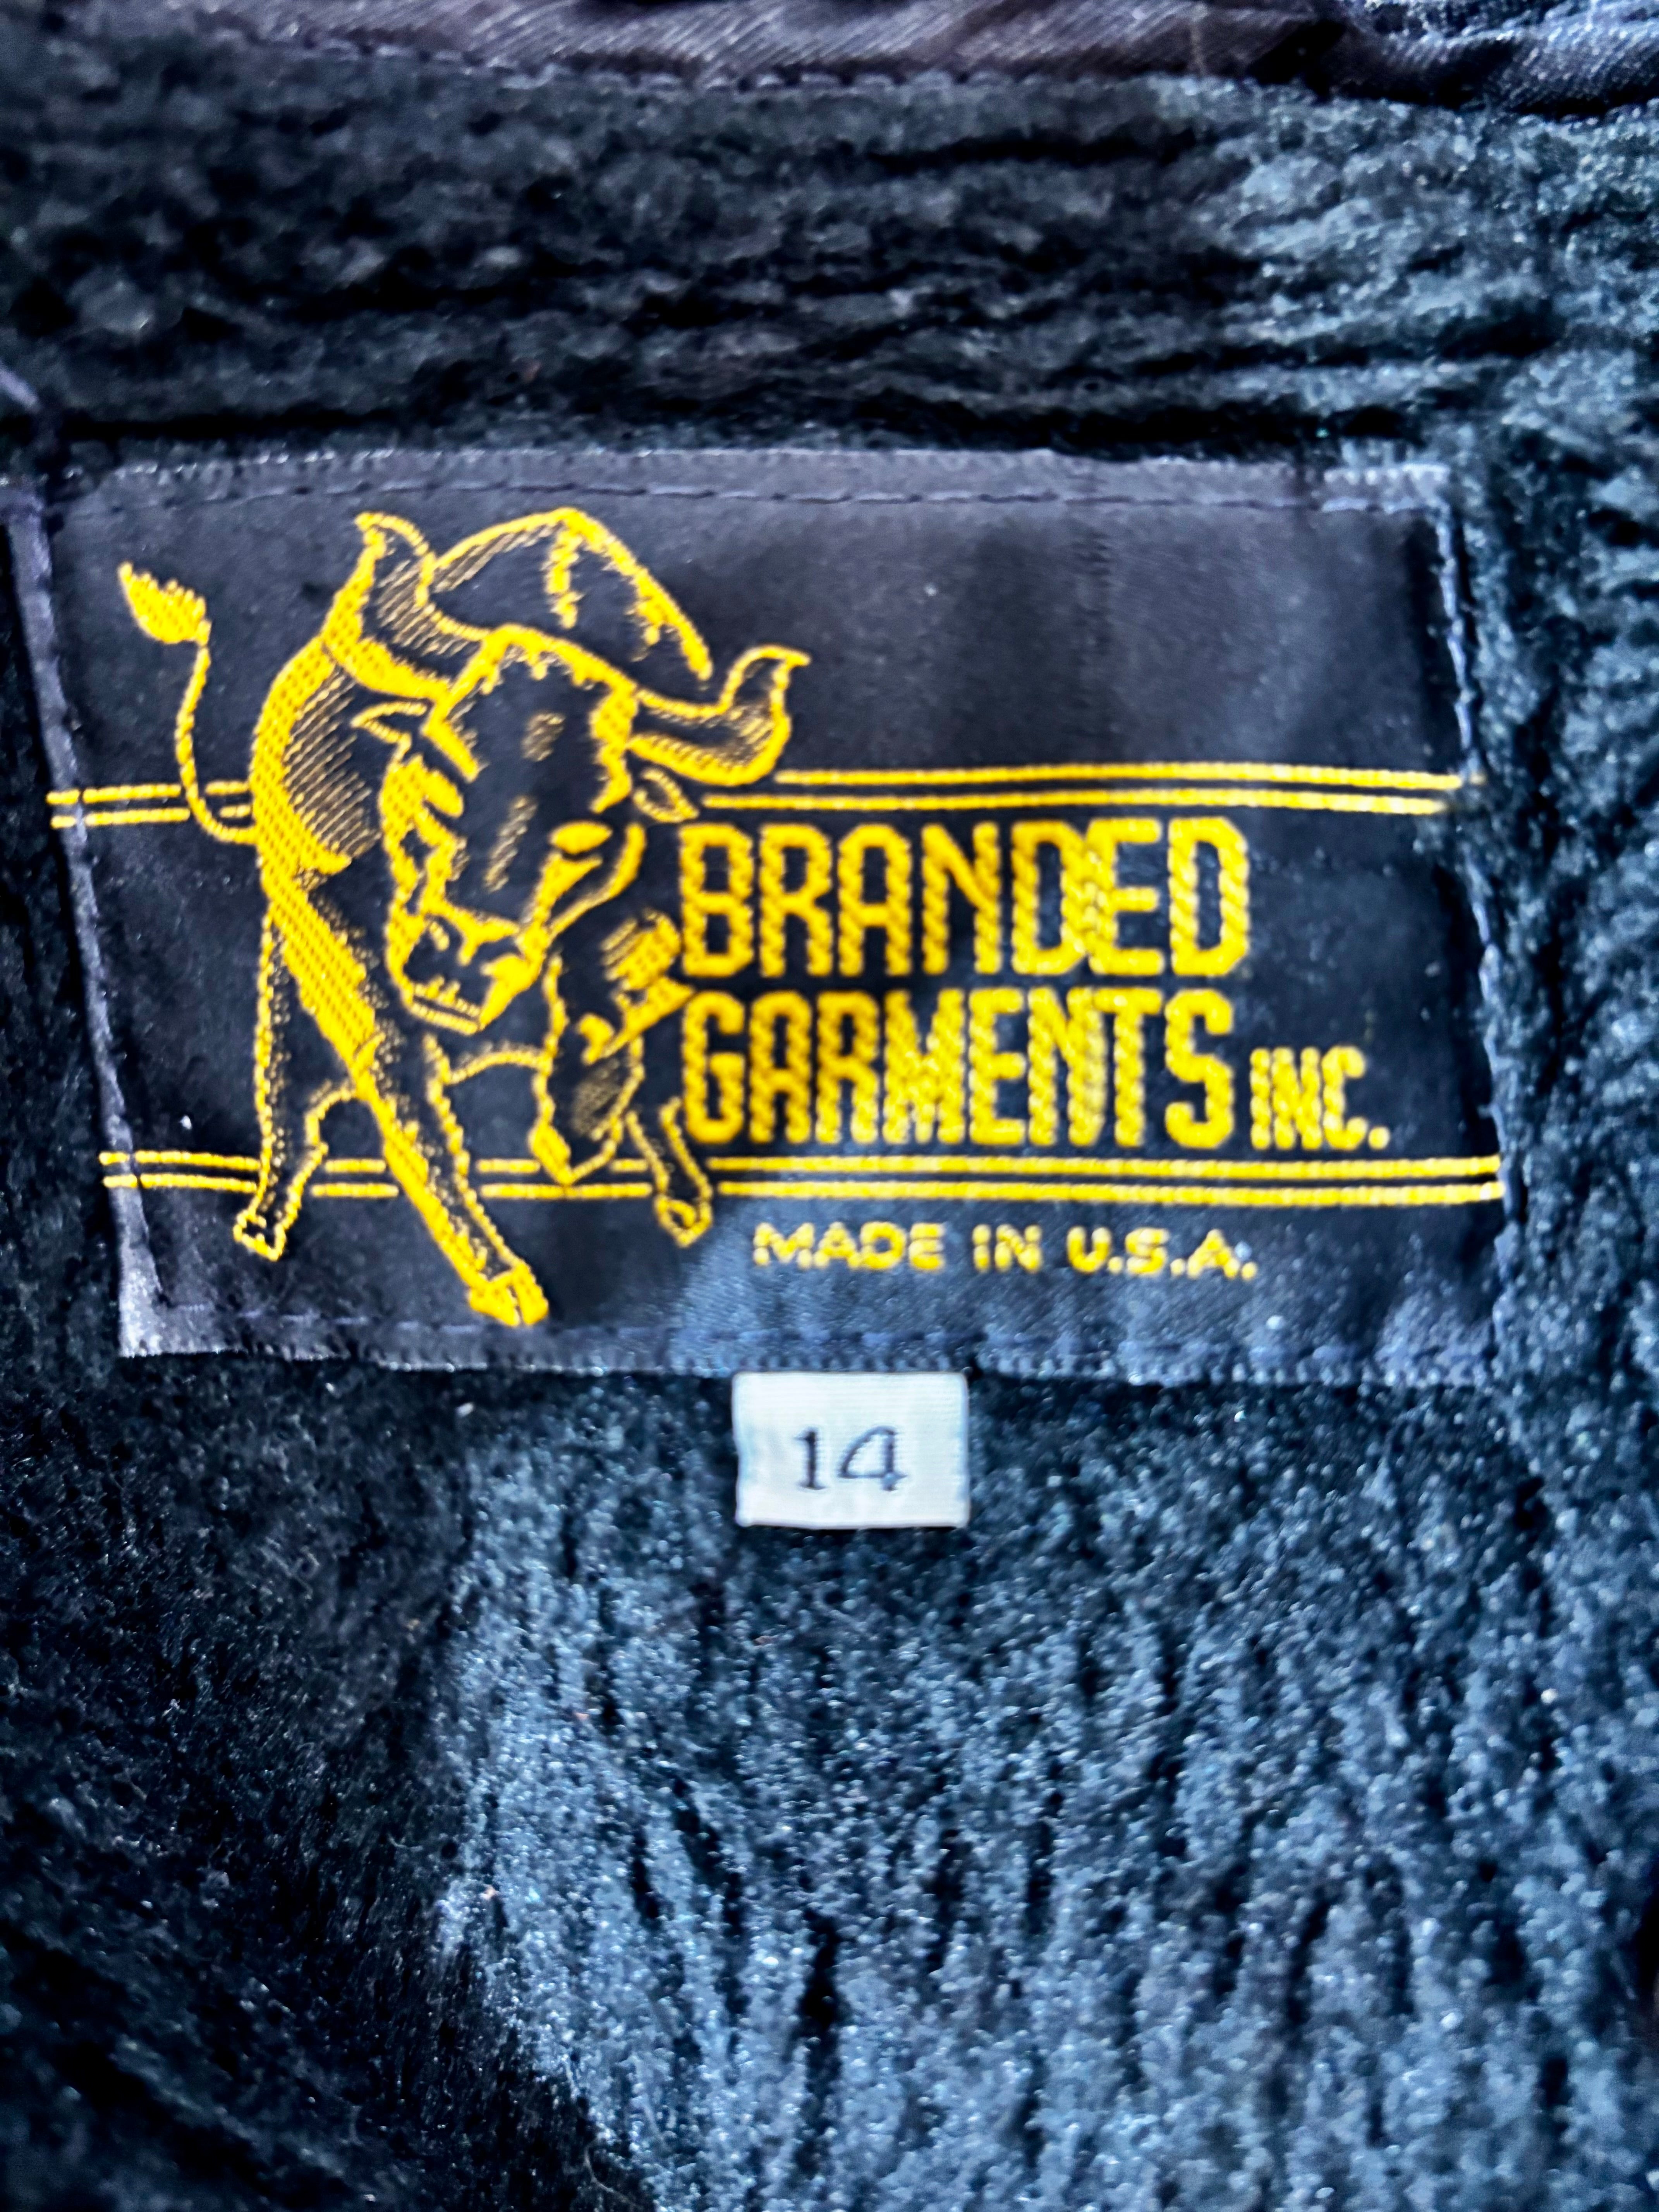 BRANDED
GARMENTS INC.
MADE IN U.S.A.
14